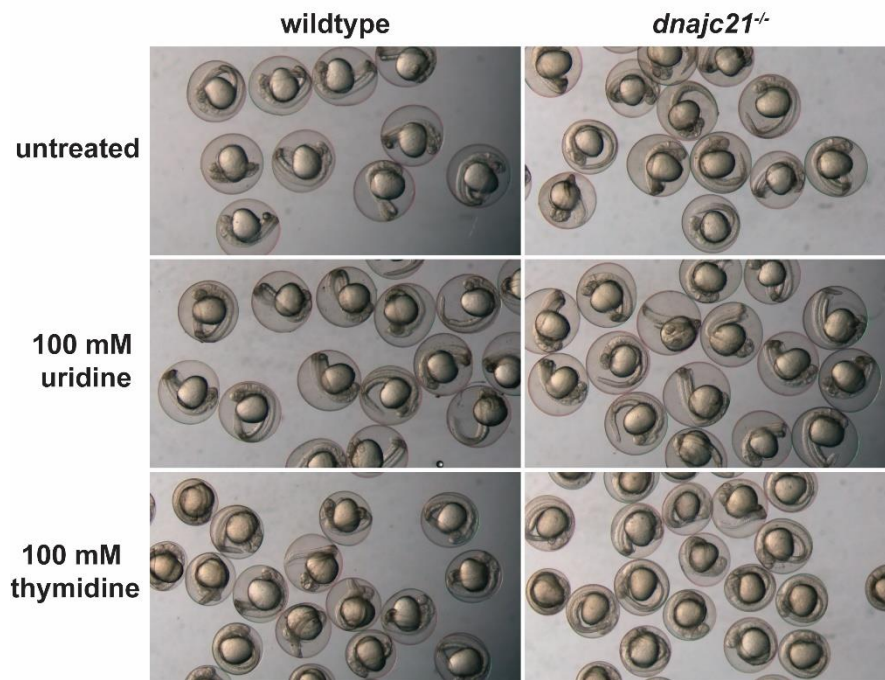 wildtype
dnajc21-/-
untreated
100 mM
uridine
100 mM
thymidine